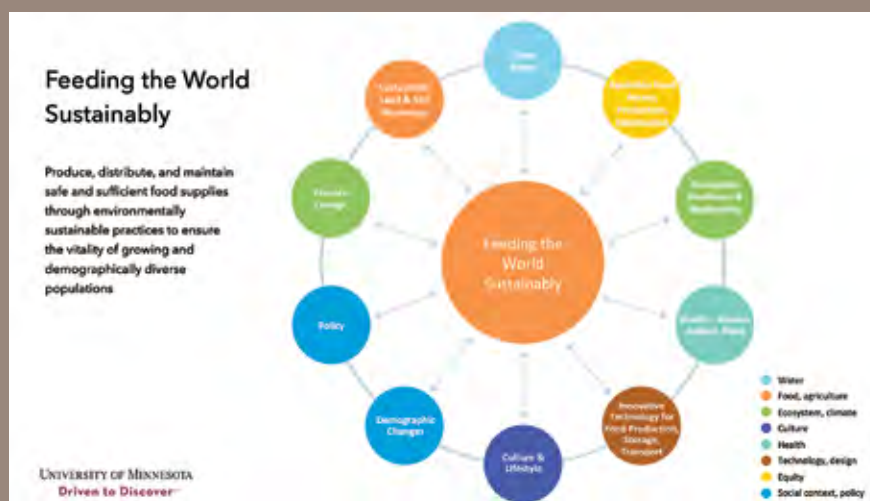 Feeding the World
Sustainably
Produce, distribute, and maintain
safe and sufficient food supplies
through environmentally
sustainable practices to ensure
the vitality of growing and
demographically diverse
populations
Feeding the
World
Sustainably
Land & Soil
Climate
Change
Policy
Demographic
Changes
Culture &
Lifestyle
Innovative
Technology for
Food Production,
Storage,
Transport
Water
Food, agriculture
Ecosystem, climate
Culture
Health
Technology, design
Equity
Social context, policy
UNIVERSITY OF MINNESOTA
Driven to Discover